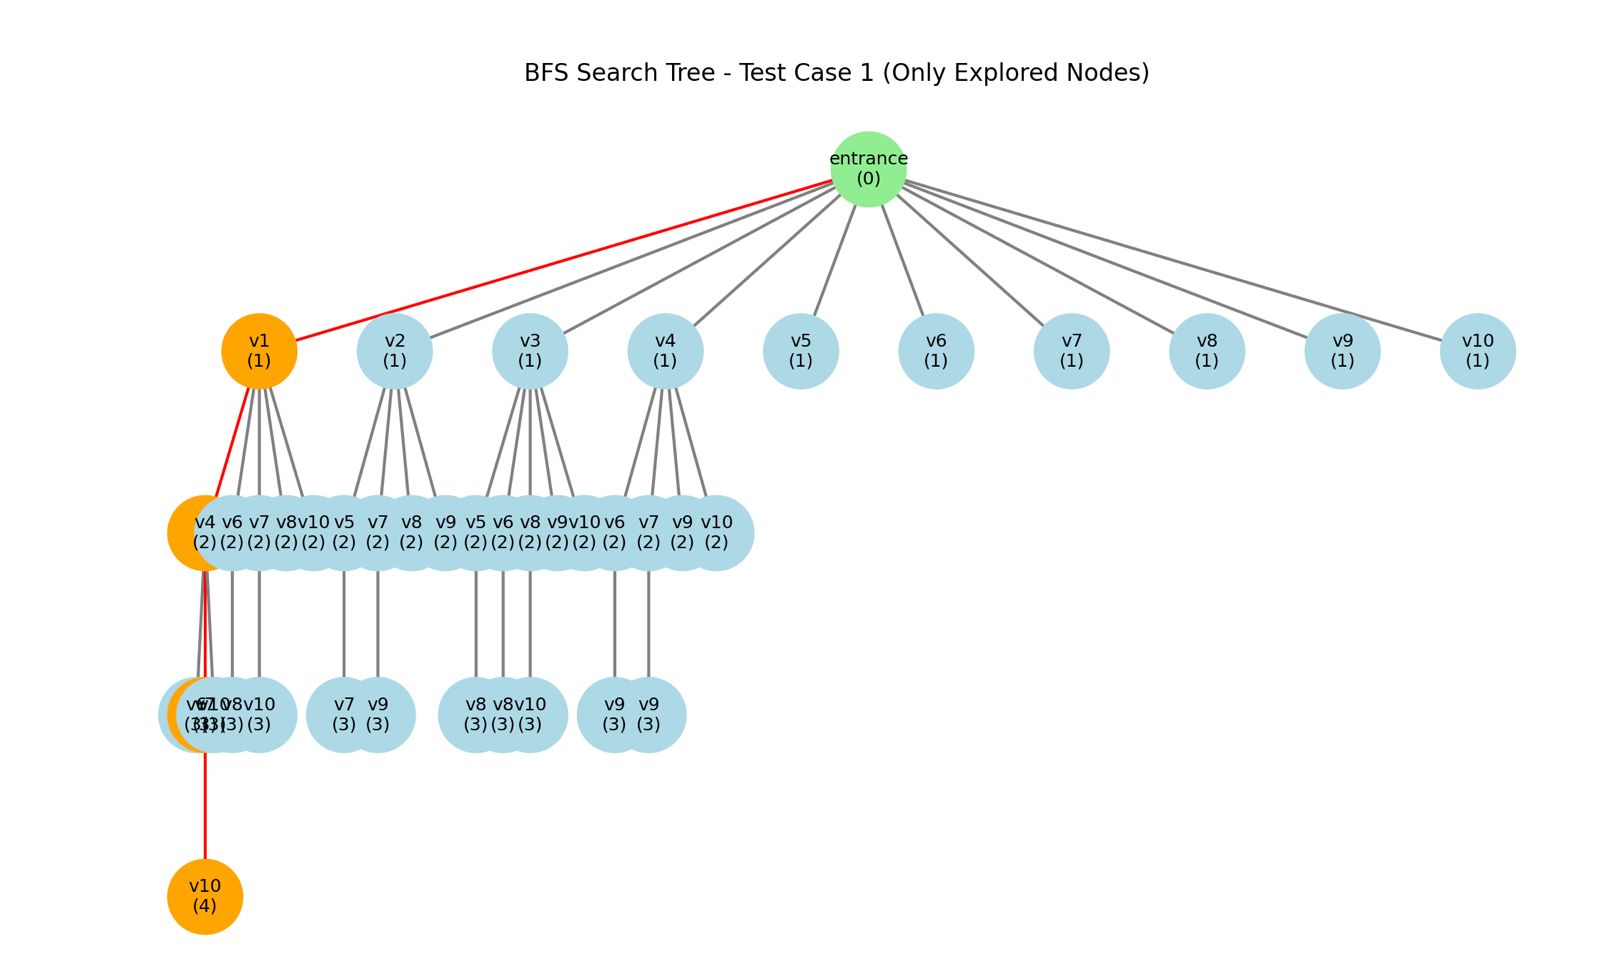 BFS Search Tree - Test Case 1 (Only Explored Nodes)
entrance
(0)
v1 v2 v3 v4 v5 v6 v7 v8 v9 v10
(1) (1) (1) (1) (1) (1) (1) (1) (1) (1)
v4 v6 v7 v8 v10 v5 v7 v8 v9 v5 v6 v8 v9 v10 v6 v7 v9 v10
(2) (2) (2) (2) (2) (2) (2) (2) (2) (2) (2) (2) (2) (2) (2) (2) (2) (2)
v8 v10 v7 v9 v8 v8 v10 v9 v9
(3) (3) (3) (3) (3) (3) (3) (3) (3)
v10
(4)